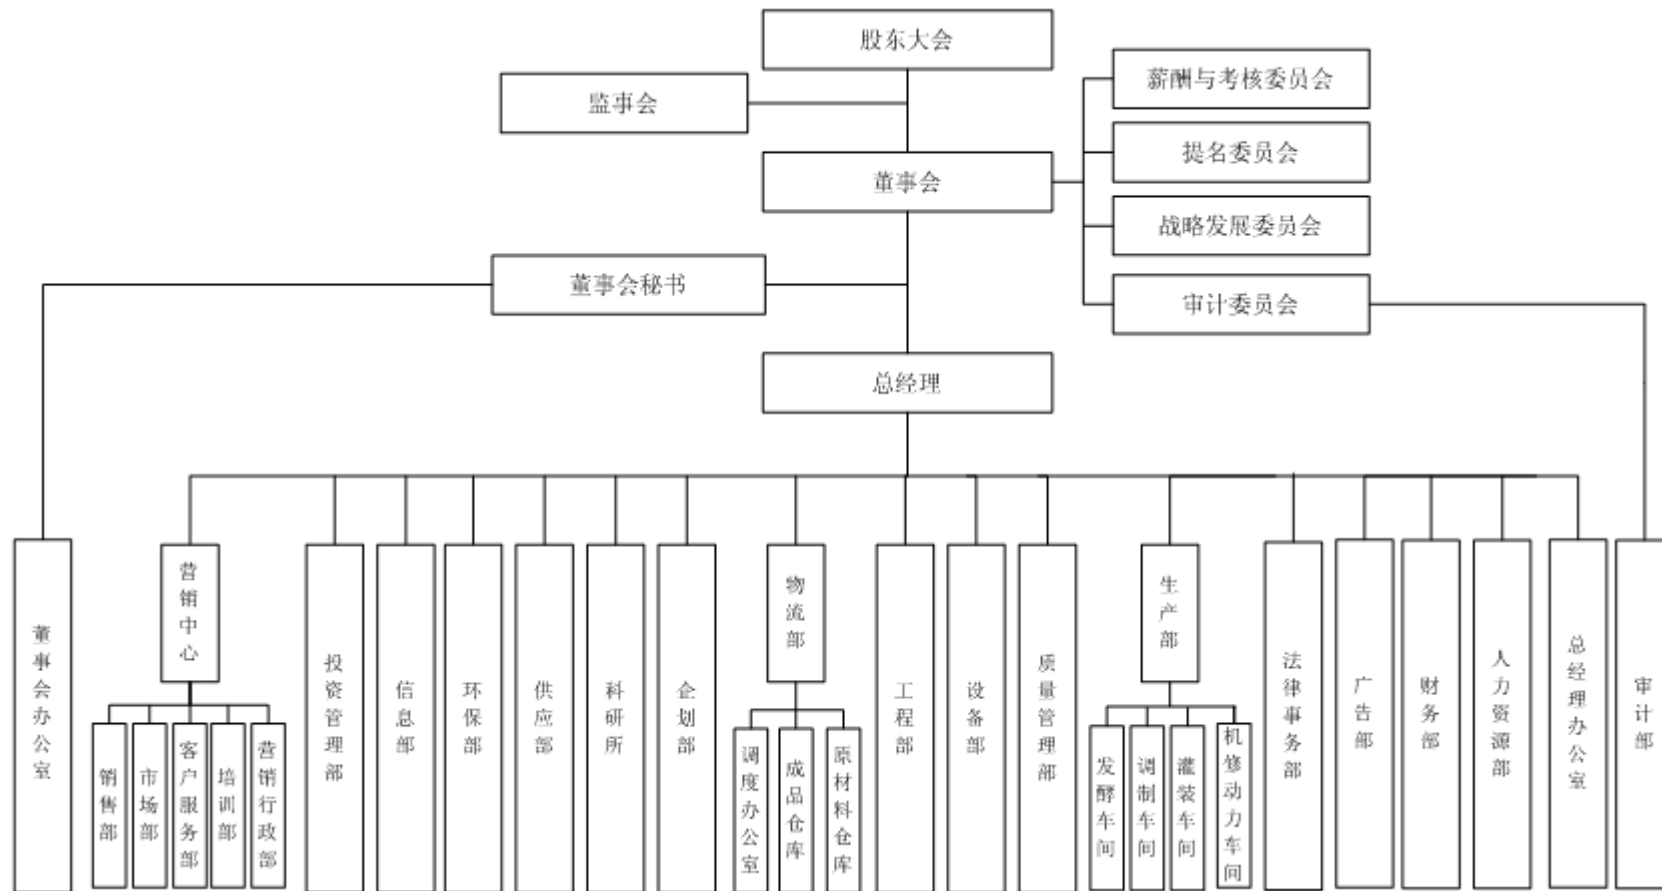 股东大会
薪酬与考核委员会
监事会
提名委员会
董事会
战略发展委员会
董事会秘书
审计委员会
总经理
董事会办公室
营销中心
销售部
市场部
客户服务部
培训部
营销行政部
投资管理部
信息部
环保部
供应部
科研所
企划部
物流部
调度办公室
成品仓库
原材料仓库
工程部
设备部
质量管理部
生产部
发酵车间
调制车间
灌装车间
机修动力车间
法律事务部
广告部
财务部
人力资源部
总经理办公室
审计部